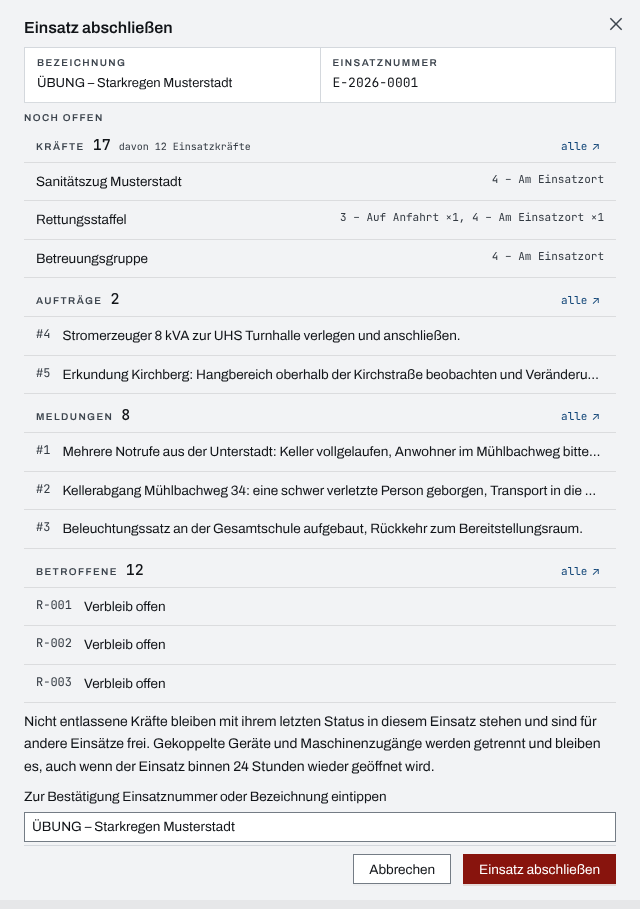 Einsatz abschließen
BEZEICHNUNG
ÜBUNG – Starkregen Musterstadt
EINSATZNUMMER
E-2026-0001
NOCH OFFEN
KRÄFTE 17 davon 12 Einsatzkräfte alle ↗
Sanitätszug Musterstadt 4 – Am Einsatzort
Rettungsstaffel 3 – Auf Anfahrt ×1, 4 – Am Einsatzort ×1
Betreuungsgruppe 4 – Am Einsatzort
AUFTRÄGE 2 alle ↗
#4 Stromerzeuger 8 kVA zur UHS Turnhalle verlegen und anschließen.
#5 Erkundung Kirchberg: Hangbereich oberhalb der Kirchstraße beobachten und Veränderu…
MELDUNGEN 8 alle ↗
#1 Mehrere Notrufe aus der Unterstadt: Keller vollgelaufen, Anwohner im Mühlbachweg bitte…
#2 Kellerabgang Mühlbachweg 34: eine schwer verletzte Person geborgen, Transport in die …
#3 Beleuchtungssatz an der Gesamtschule aufgebaut, Rückkehr zum Bereitstellungsraum.
BETROFFENE 12 alle ↗
R-001 Verbleib offen
R-002 Verbleib offen
R-003 Verbleib offen
Nicht entlassene Kräfte bleiben mit ihrem letzten Status in diesem Einsatz stehen und sind für
andere Einsätze frei. Gekoppelte Geräte und Maschinenzugänge werden getrennt und bleiben
es, auch wenn der Einsatz binnen 24 Stunden wieder geöffnet wird.
Zur Bestätigung Einsatznummer oder Bezeichnung eintippen
ÜBUNG – Starkregen Musterstadt
Abbrechen
Einsatz abschließen